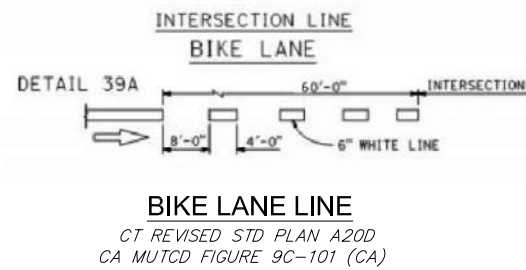 INTERSECTION LINE
BIKE LANE
DETAIL 39A
60'-0"
INTERSECTION
8'-0"
4'-0"
6" WHITE LINE
BIKE LANE LINE
CT REVISED STD PLAN A20D
CA MUTCD FIGURE 9C-101 (CA)